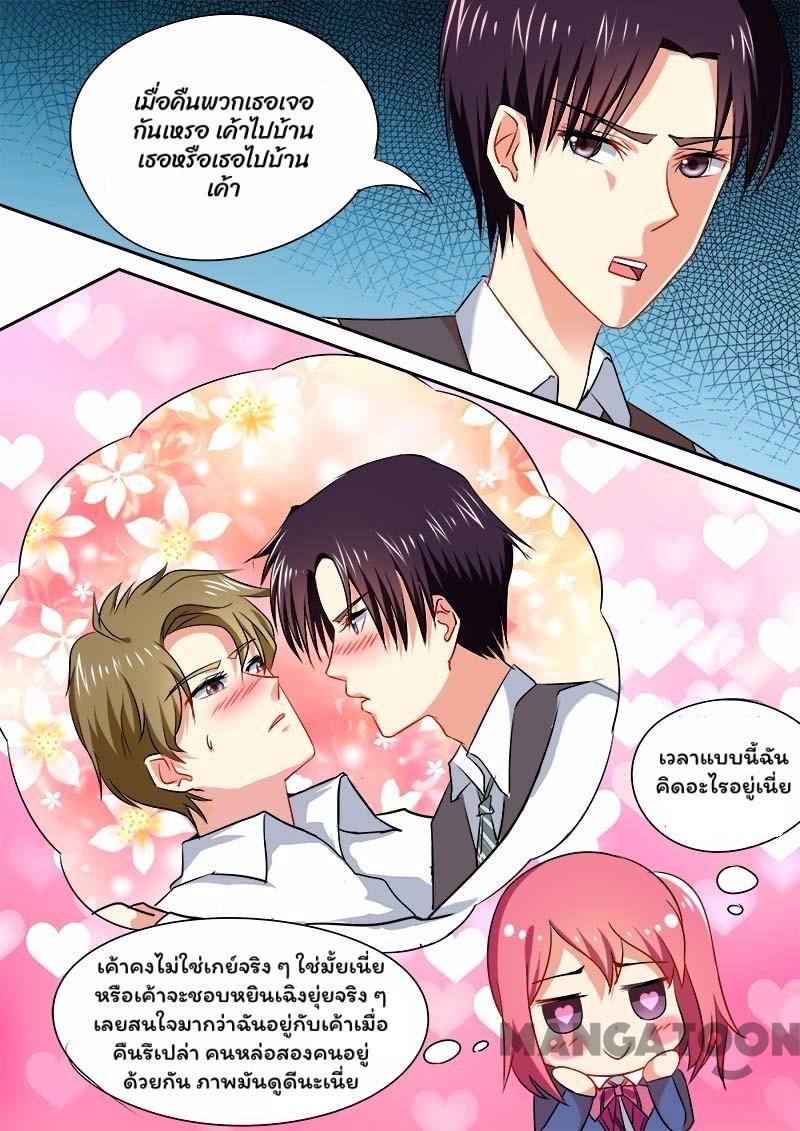 เมื่อคืนพวกเธอเจอ
กันเหรอ เค้าไปบ้าน
เธอหรือเธอไปบ้าน
เค้า
เวลาแบบนี้ฉัน
คิดอะไรอยู่เนี่ย
เค้าคงไม่ใช่เกย์จริง ๆ ใช่มั้ยเนี่ย
หรือเค้าจะชอบหยินเฉิงยุ่ยจริง ๆ
เลยสนใจมากว่าฉันอยู่กับเค้าเมื่อ
คืนรึเปล่า คนหล่อสองคนอยู่
ด้วยกัน ภาพมันดูดีนะเนี่ย
MANGATOON